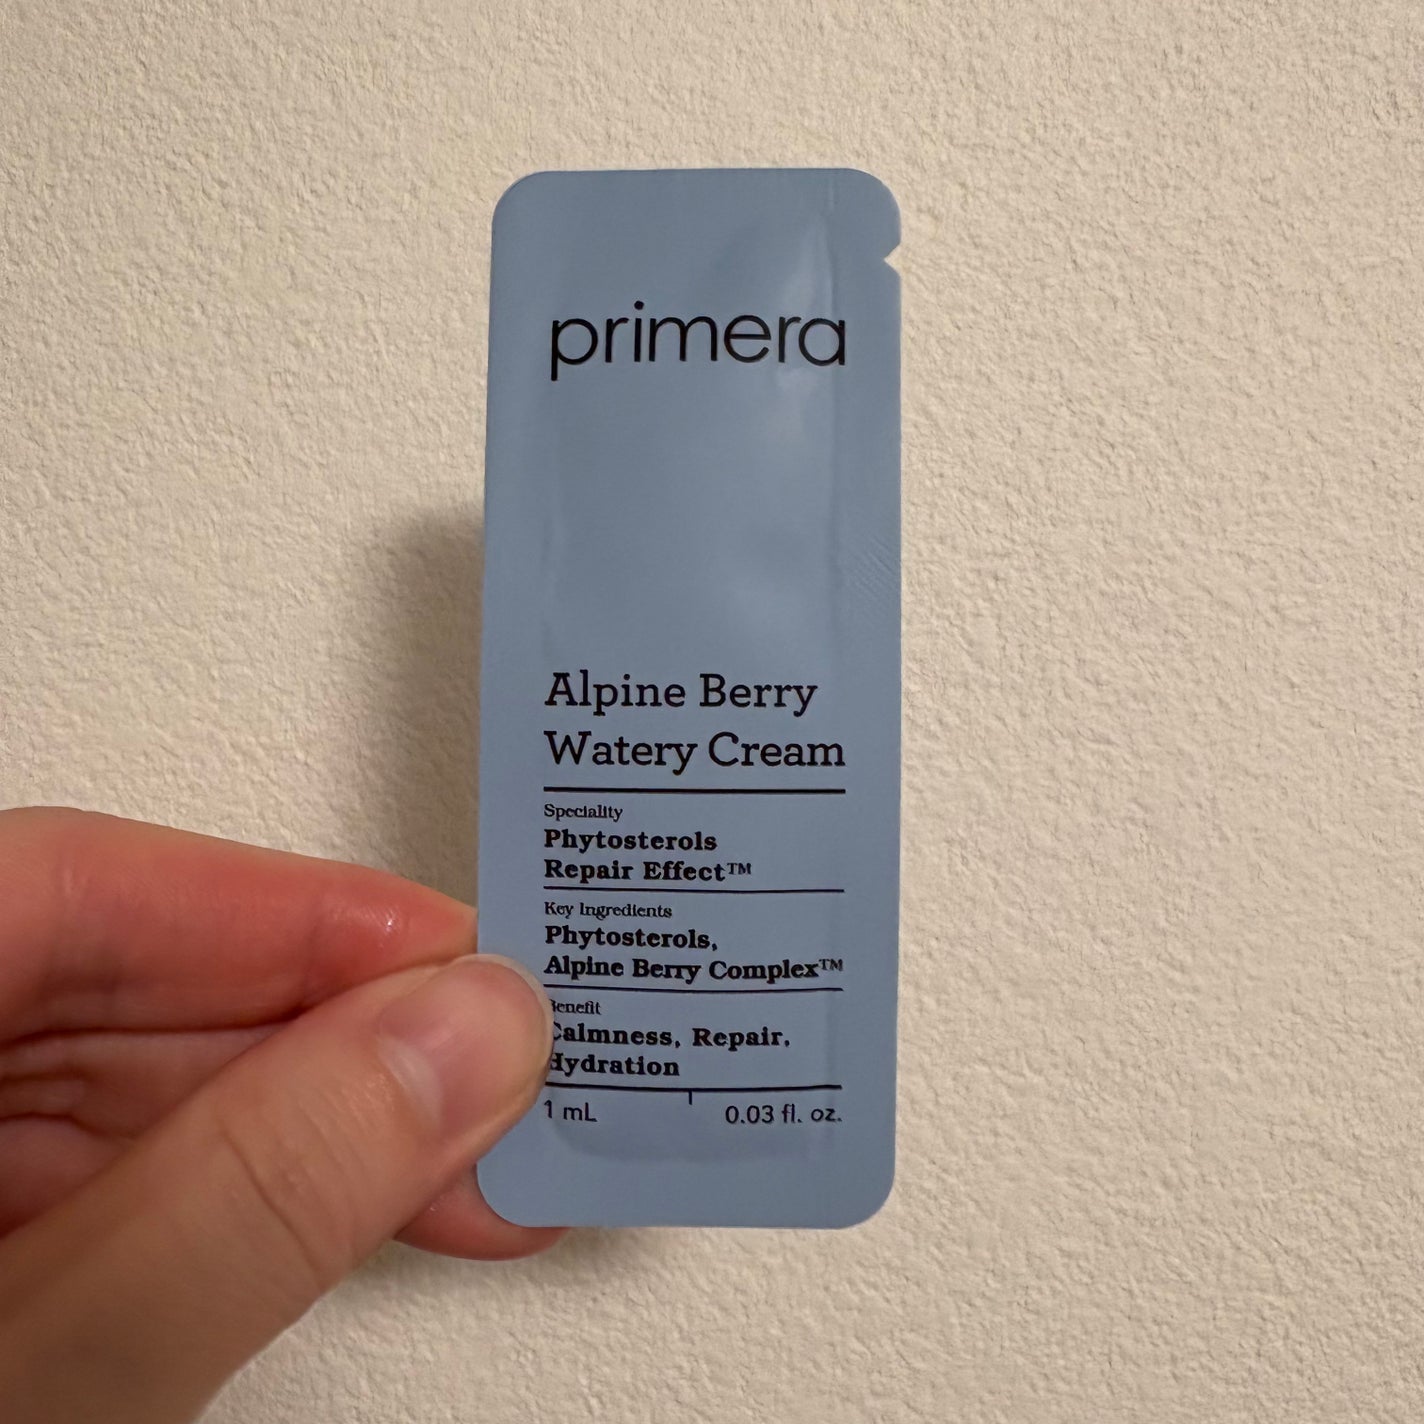 primera
Alpine Berry
Watery Cream
Speciality
Phytosterols
Repair Effect™
Key Ingredients
Phytosterols,
Alpine Berry Complex™
Benefit
Calmness, Repair,
Hydration
1 mL 0.03 fl. oz.